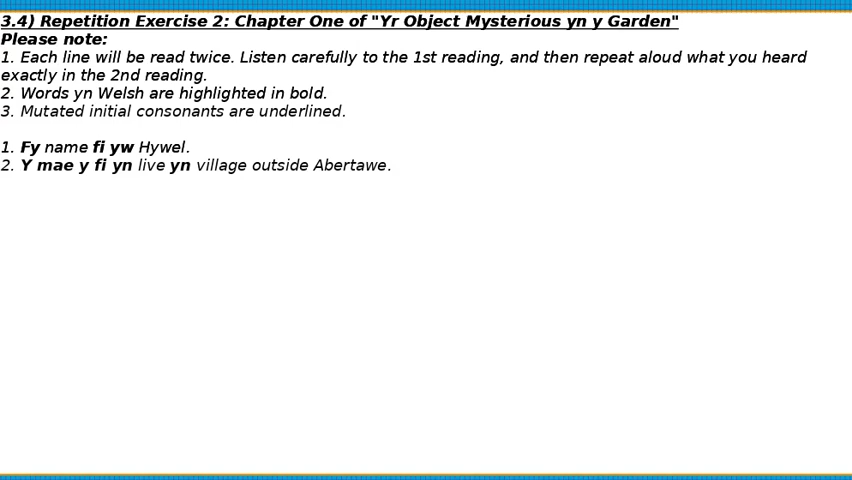 3.4) Repetition Exercise 2: Chapter One of "Yr Object Mysterious yn y Garden"
Please note:
1. Each line will be read twice. Listen carefully to the 1st reading, and then repeat aloud what you heard
exactly in the 2nd reading.
2. Words yn Welsh are highlighted in bold.
3. Mutated initial consonants are underlined.
1. Fy name fi yw Hywel.
2. Y mae y fi yn live yn village outside Abertawe.